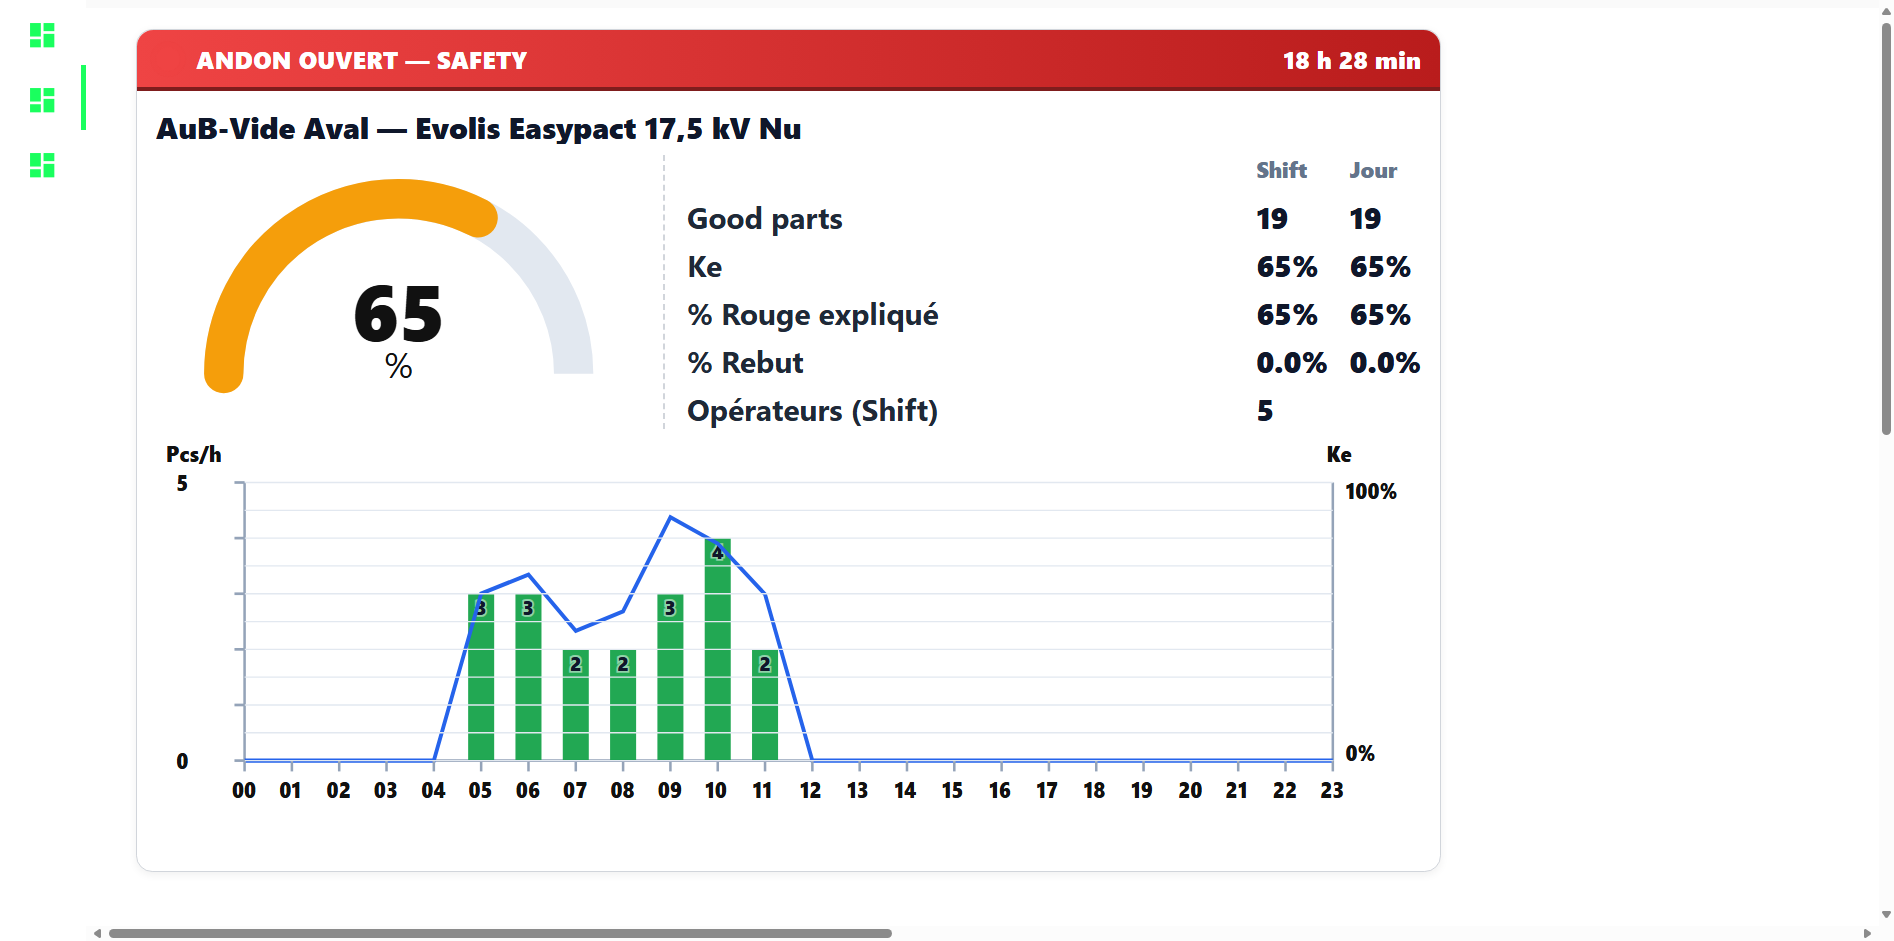 ANDON OUVERT — SAFETY 18 h 28 min
AuB-Vide Aval — Evolis Easypact 17,5 kV Nu
65
%
Shift Jour
Good parts 19 19
Ke 65% 65%
% Rouge expliqué 65% 65%
% Rebut 0.0% 0.0%
Opérateurs (Shift) 5
Pcs/h Ke
5 100%
4
3 3 3
2 2 2
0 0%
00 01 02 03 04 05 06 07 08 09 10 11 12 13 14 15 16 17 18 19 20 21 22 23